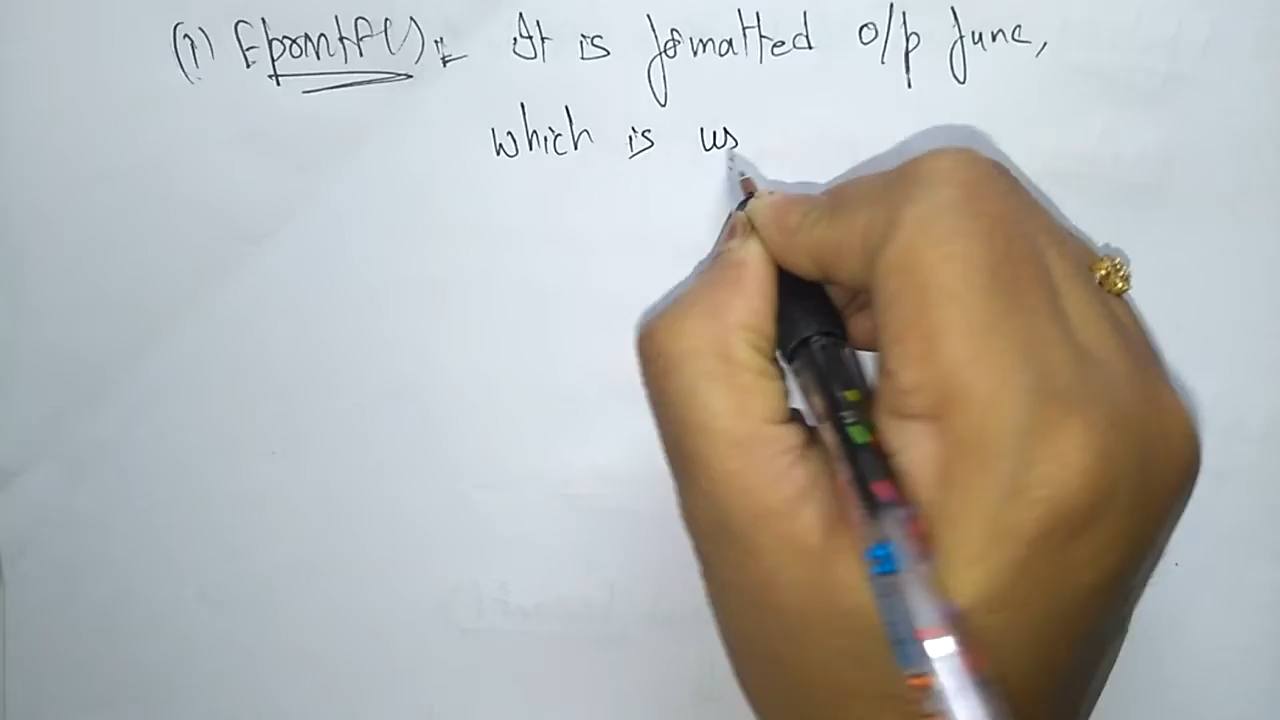 (1) fprintf() :- It is formatted o/p func,
which is us